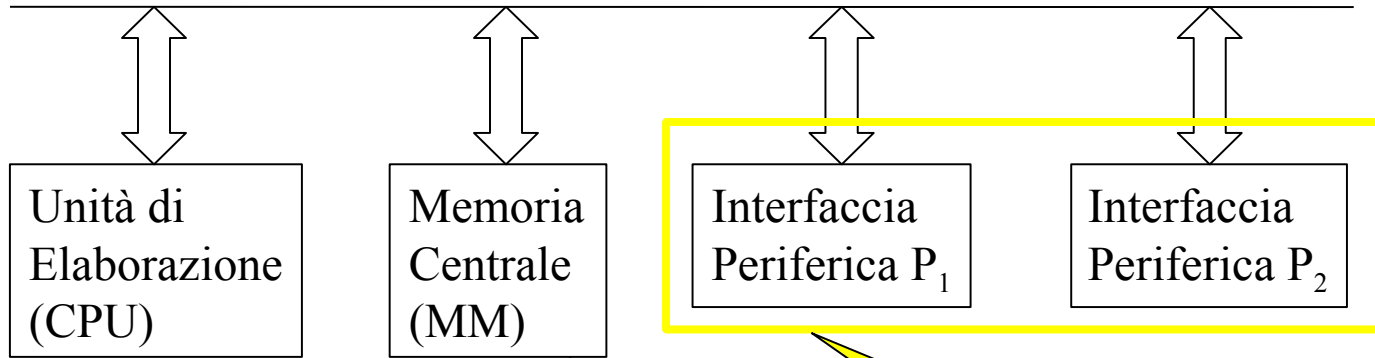 Unità di
Elaborazione
(CPU)
Memoria
Centrale
(MM)
Interfaccia
Periferica P₁
Interfaccia
Periferica P₂